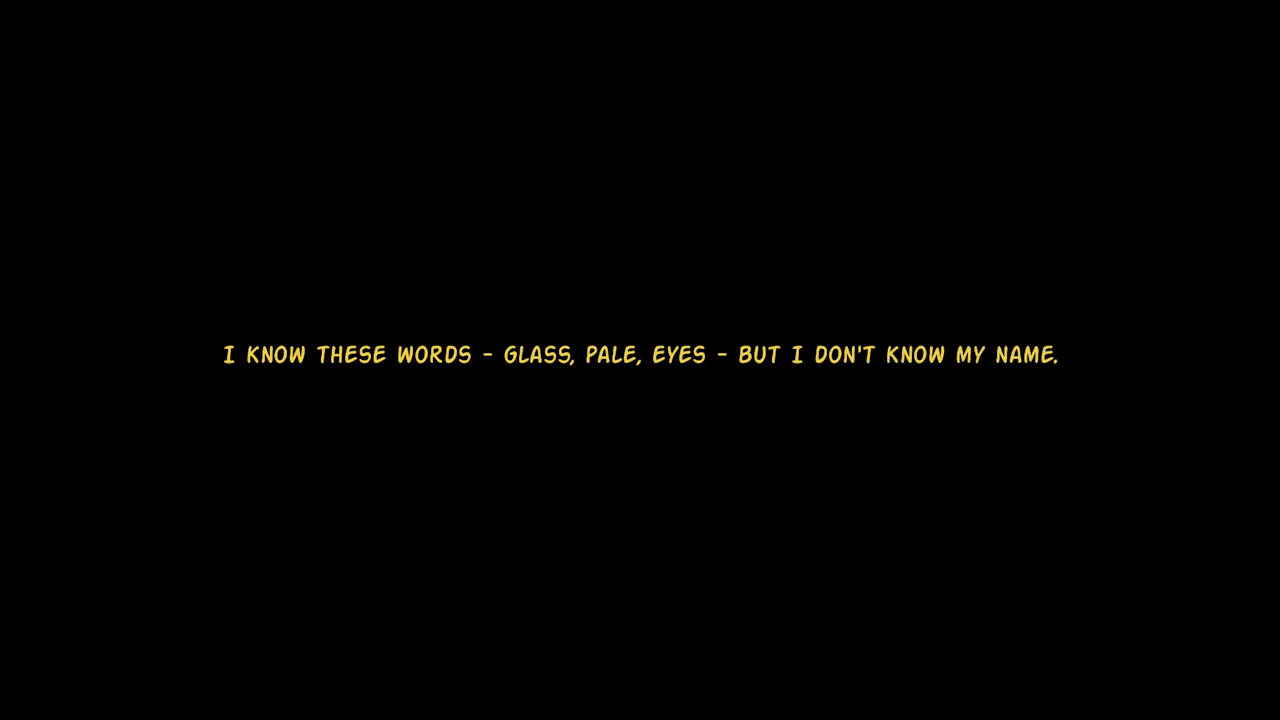 I KNOW THESE WORDS - GLASS, PALE, EYES - BUT I DON'T KNOW MY NAME.